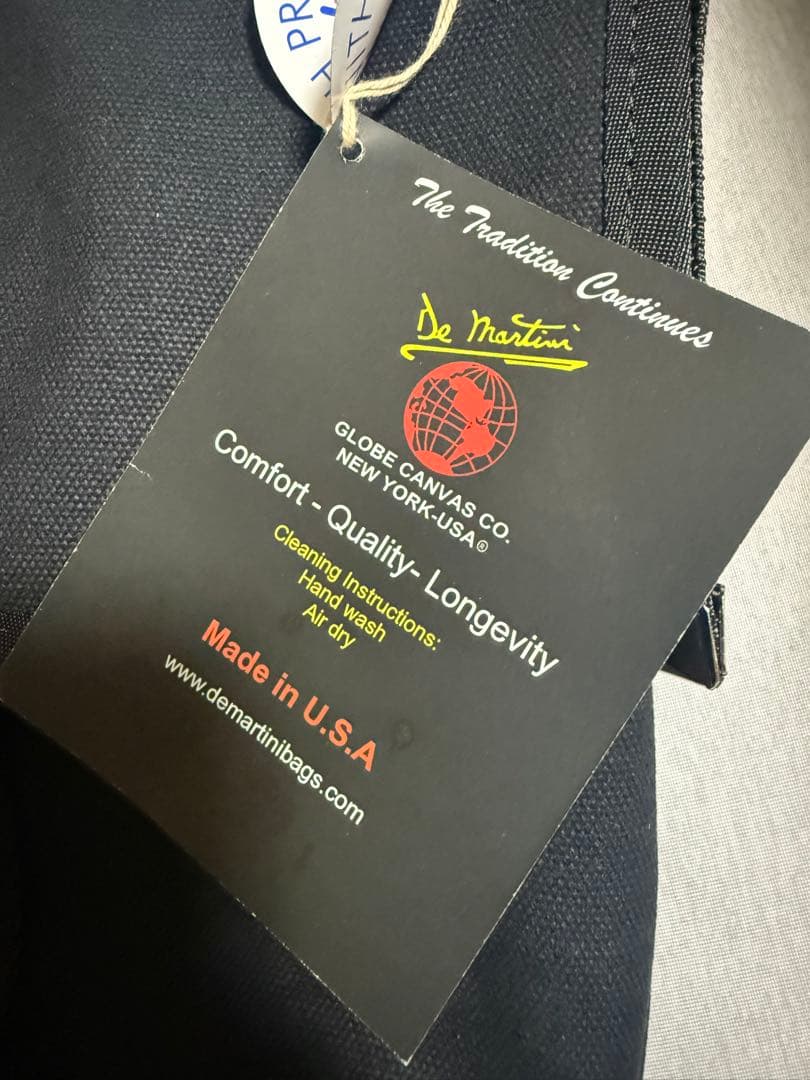 PR
The Tradition Continues
De Martini
GLOBE CANVAS CO.
NEW YORK-USA®
Comfort - Quality- Longevity
Cleaning Instructions:
Hand wash
Air dry
Made in U.S.A
www.demartinibags.com